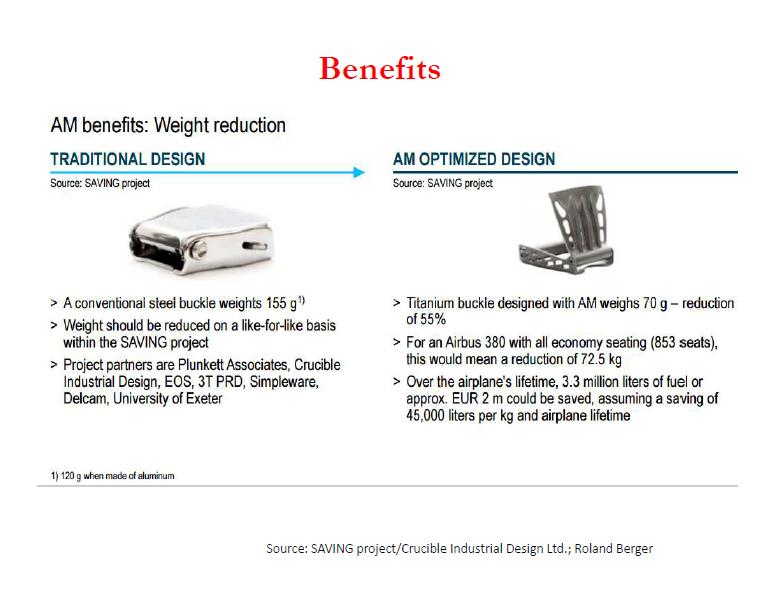 Benefits
AM benefits: Weight reduction
TRADITIONAL DESIGN
Source: SAVING project
> A conventional steel buckle weights 155 g1)
> Weight should be reduced on a like-for-like basis
within the SAVING project
> Project partners are Plunkett Associates, Crucible
Industrial Design, EOS, 3T PRD, Simpleware,
Delcam, University of Exeter
AM OPTIMIZED DESIGN
Source: SAVING project
> Titanium buckle designed with AM weighs 70 g – reduction
of 55%
> For an Airbus 380 with all economy seating (853 seats),
this would mean a reduction of 72.5 kg
> Over the airplane's lifetime, 3.3 million liters of fuel or
approx. EUR 2 m could be saved, assuming a saving of
45,000 liters per kg and airplane lifetime
1) 120 g when made of aluminum
Source: SAVING project/Crucible Industrial Design Ltd.; Roland Berger